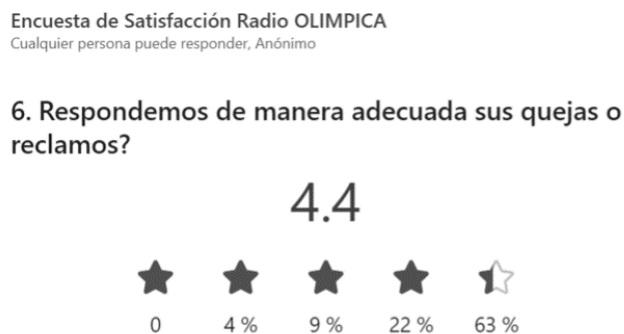 Encuesta de Satisfacción Radio OLIMPICA
Cualquier persona puede responder, Anónimo
6. Respondemos de manera adecuada sus quejas o
reclamos?
4.4
0 4 % 9 % 22 % 63 %